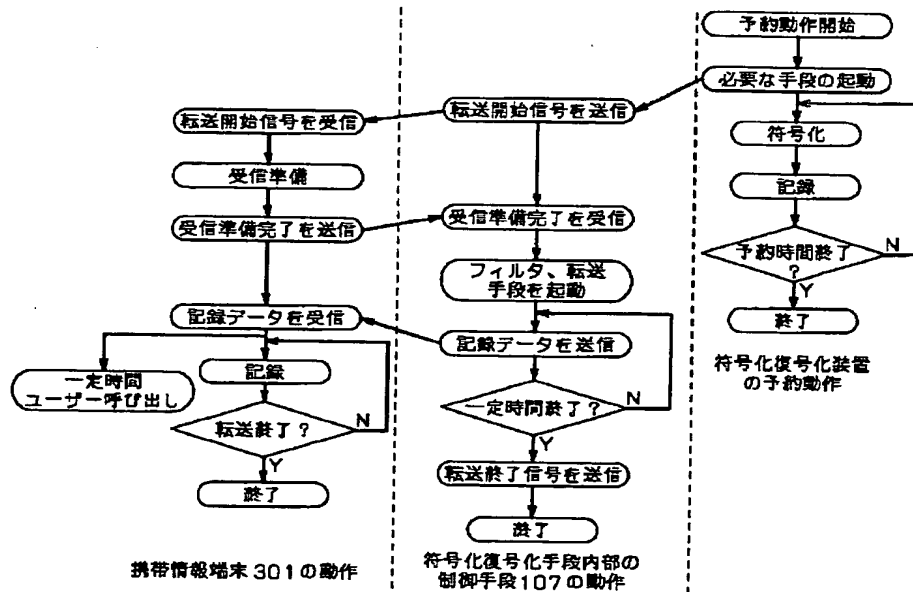 予約動作開始
必要な手段の起動
符号化
記録
予約時間終了
?
N
Y
終了
符号化復号化装置
の予約動作
転送開始信号を送信
受信準備完了を受信
フィルタ、転送
手段を起動
記録データを送信
一定時間終了?
N
Y
転送終了信号を送信
終了
符号化復号化手段内部の
制御手段107の動作
転送開始信号を受信
受信準備
受信準備完了を送信
記録データを受信
一定時間
ユーザー呼び出し
記録
転送終了?
N
Y
終了
携帯情報端末301の動作